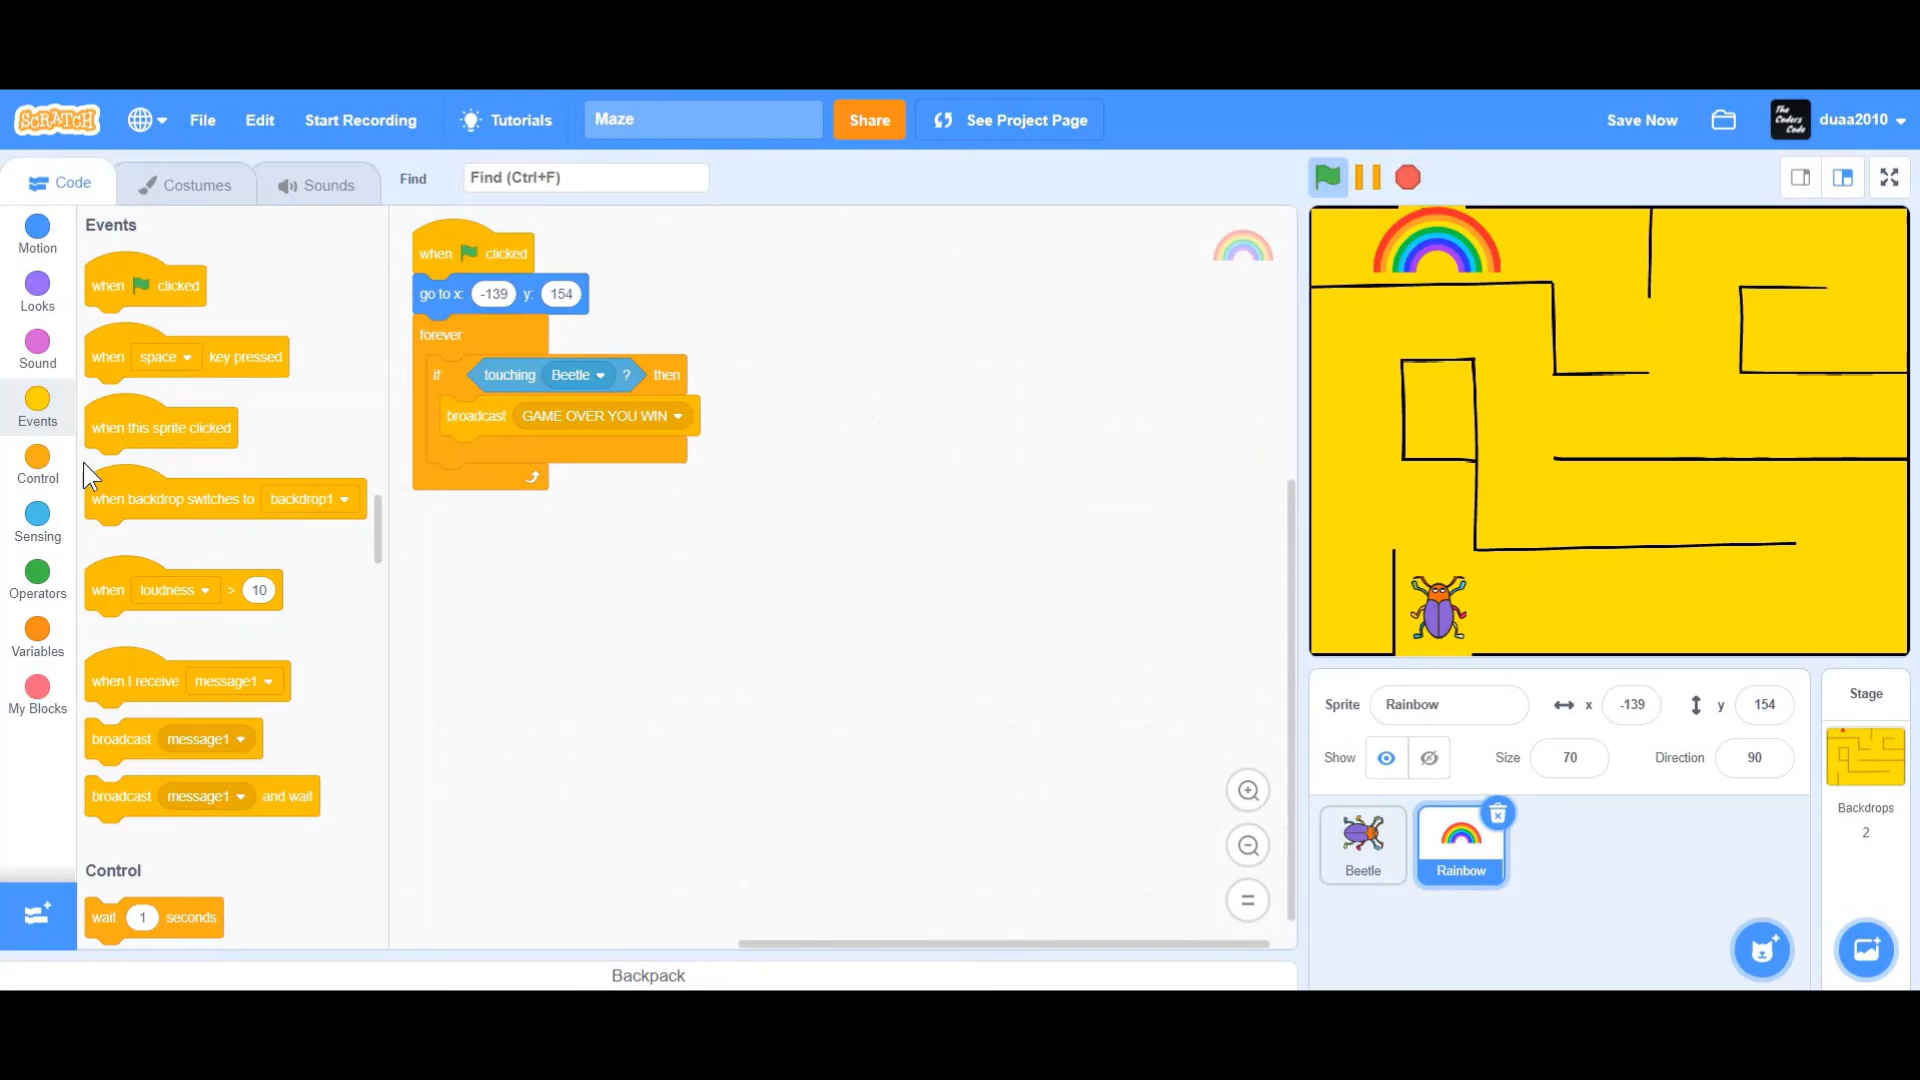 SCRATCH File Edit Start Recording Tutorials Maze Share See Project Page Save Now The Coders Code duaa2010
Code Costumes Sounds Find Find (Ctrl+F)
Motion
Looks
Sound
Events
Control
Sensing
Operators
Variables
My Blocks
Events
when clicked
when space key pressed
when this sprite clicked
when backdrop switches to backdrop1
when loudness > 10
when I receive message1
broadcast message1
broadcast message1 and wait
Control
wait 1 seconds
when clicked
go to x: -139 y: 154
forever
if touching Beetle ? then
broadcast GAME OVER YOU WIN
Backpack
Sprite Rainbow x -139 y 154
Show Size 70 Direction 90
Beetle Rainbow
Stage
Backdrops
2